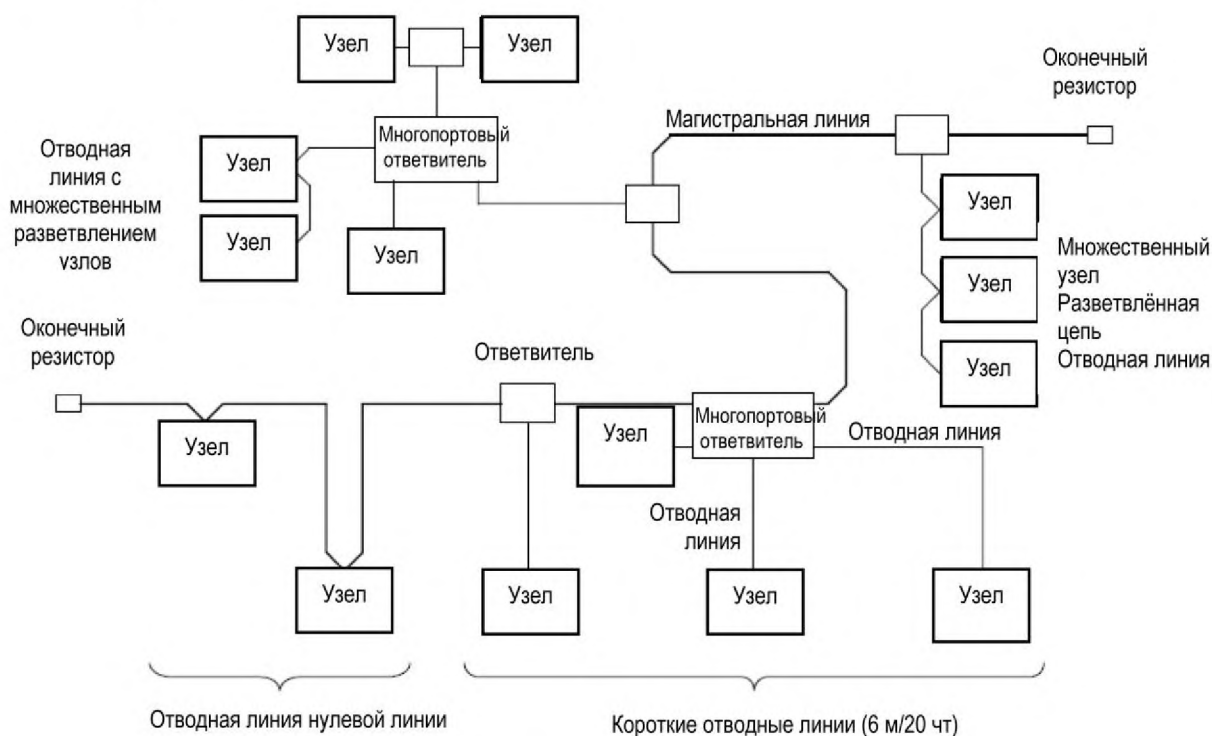 Узел
Узел
Оконечный
резистор
Магистральная линия
Многопортовый
ответвитель
Отводная
линия с
множественным
разветвлением
узлов
Узел
Узел
Узел
Узел
Узел
Узел
Множественный
узел
Разветвлённая
цепь
Отводная линия
Оконечный
резистор
Ответвитель
Узел
Узел
Многопортовый
ответвитель
Отводная линия
Отводная
линия
Узел
Узел
Узел
Узел
Отводная линия нулевой линии
Короткие отводные линии (6 м/20 чт)